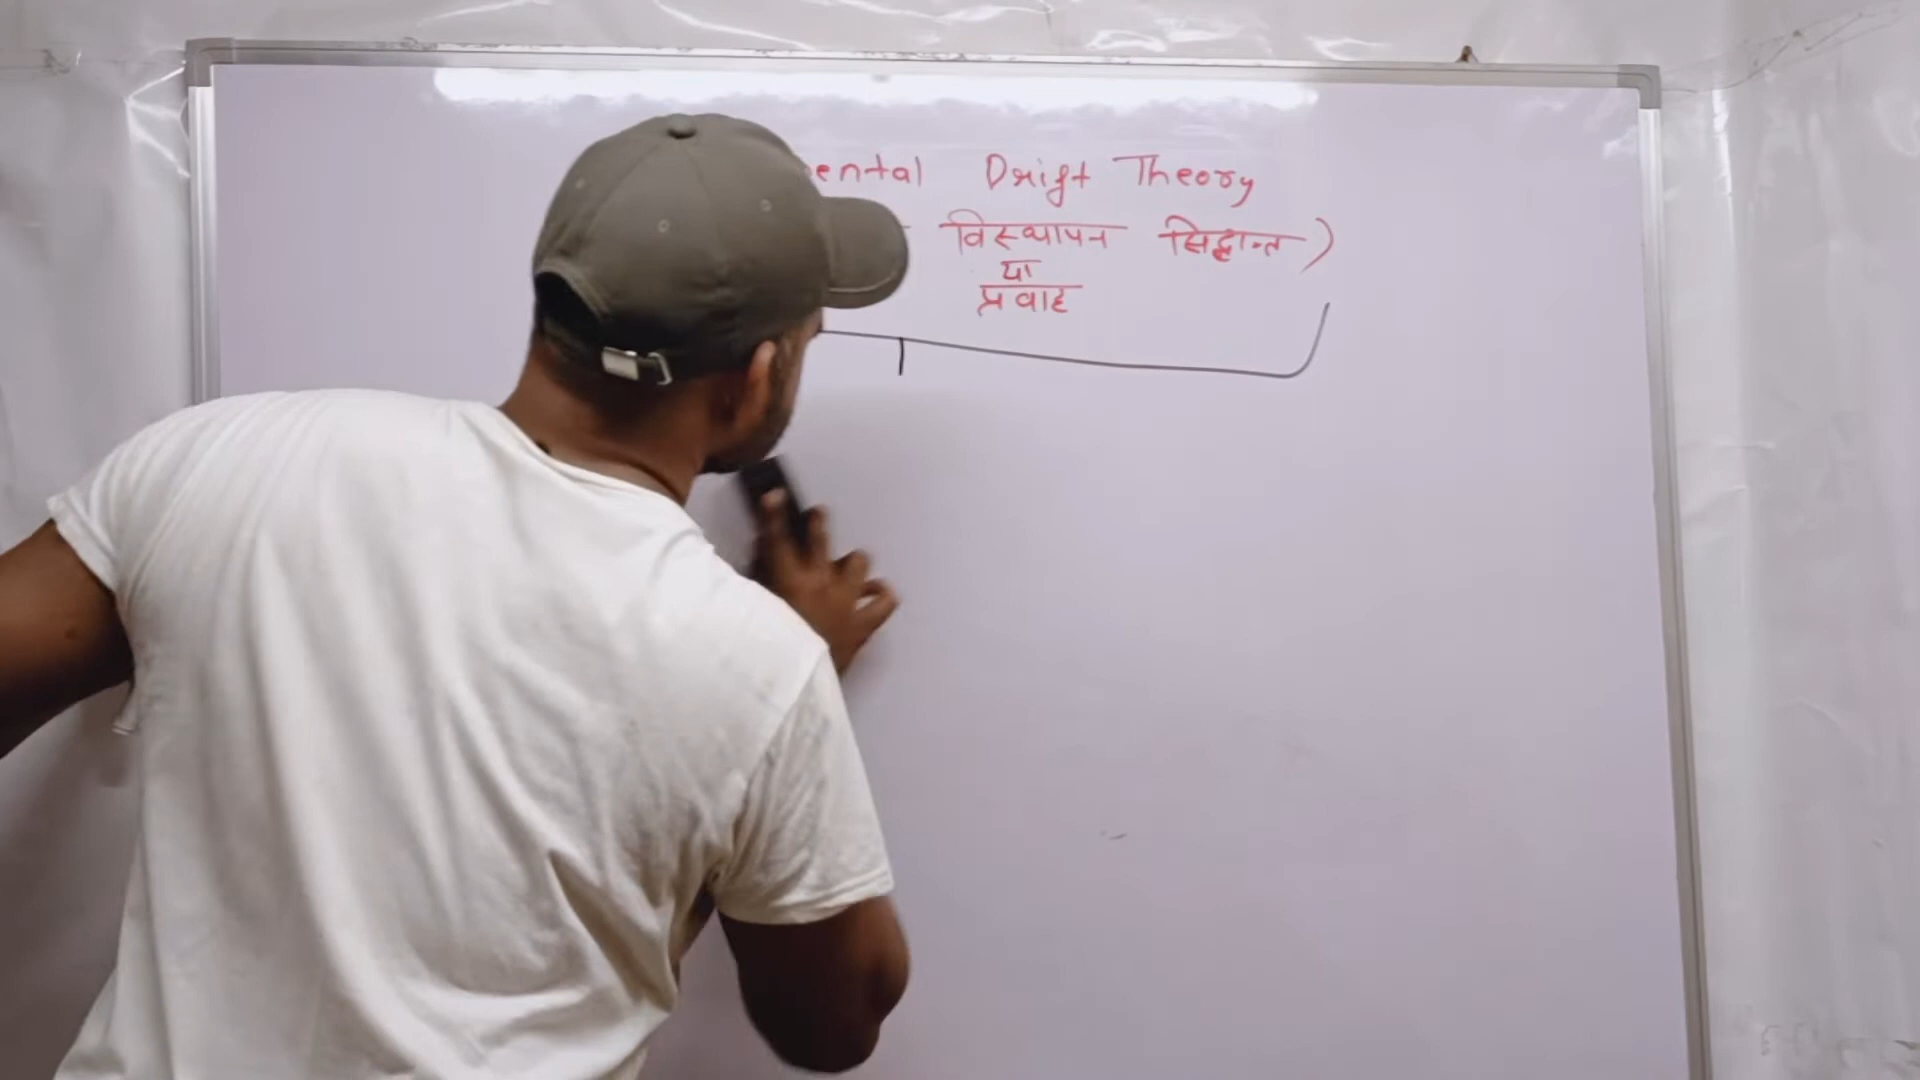 ental Drift Theory
विस्थापन सिद्धान्त)
या
प्रवाह